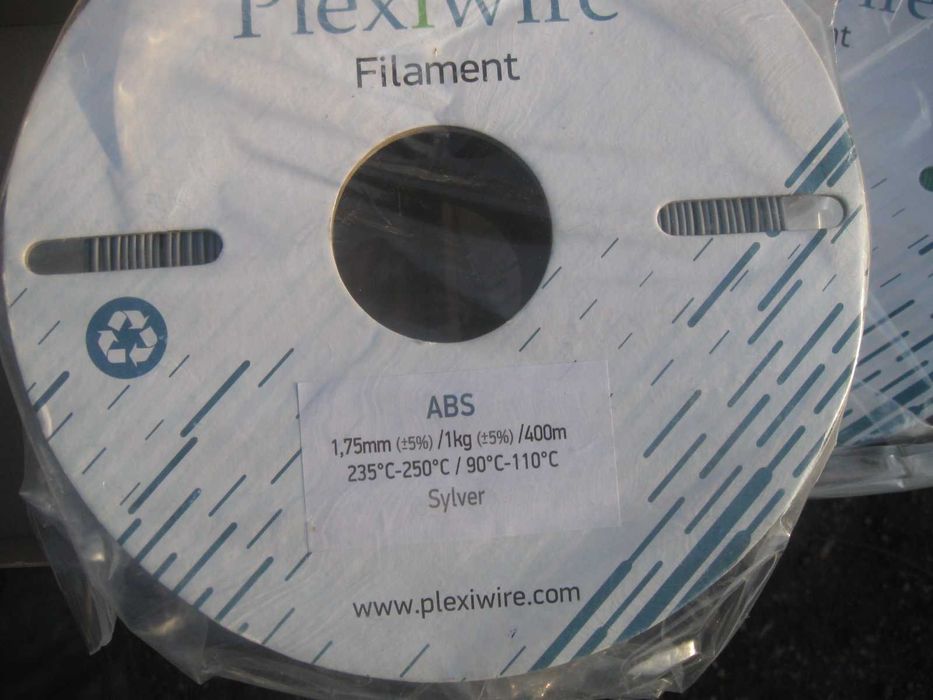 Plexiwire
Filament
ABS
1,75mm (±5%) /1kg (±5%) /400m
235°C-250°C / 90°C-110°C
Sylver
www.plexiwire.com